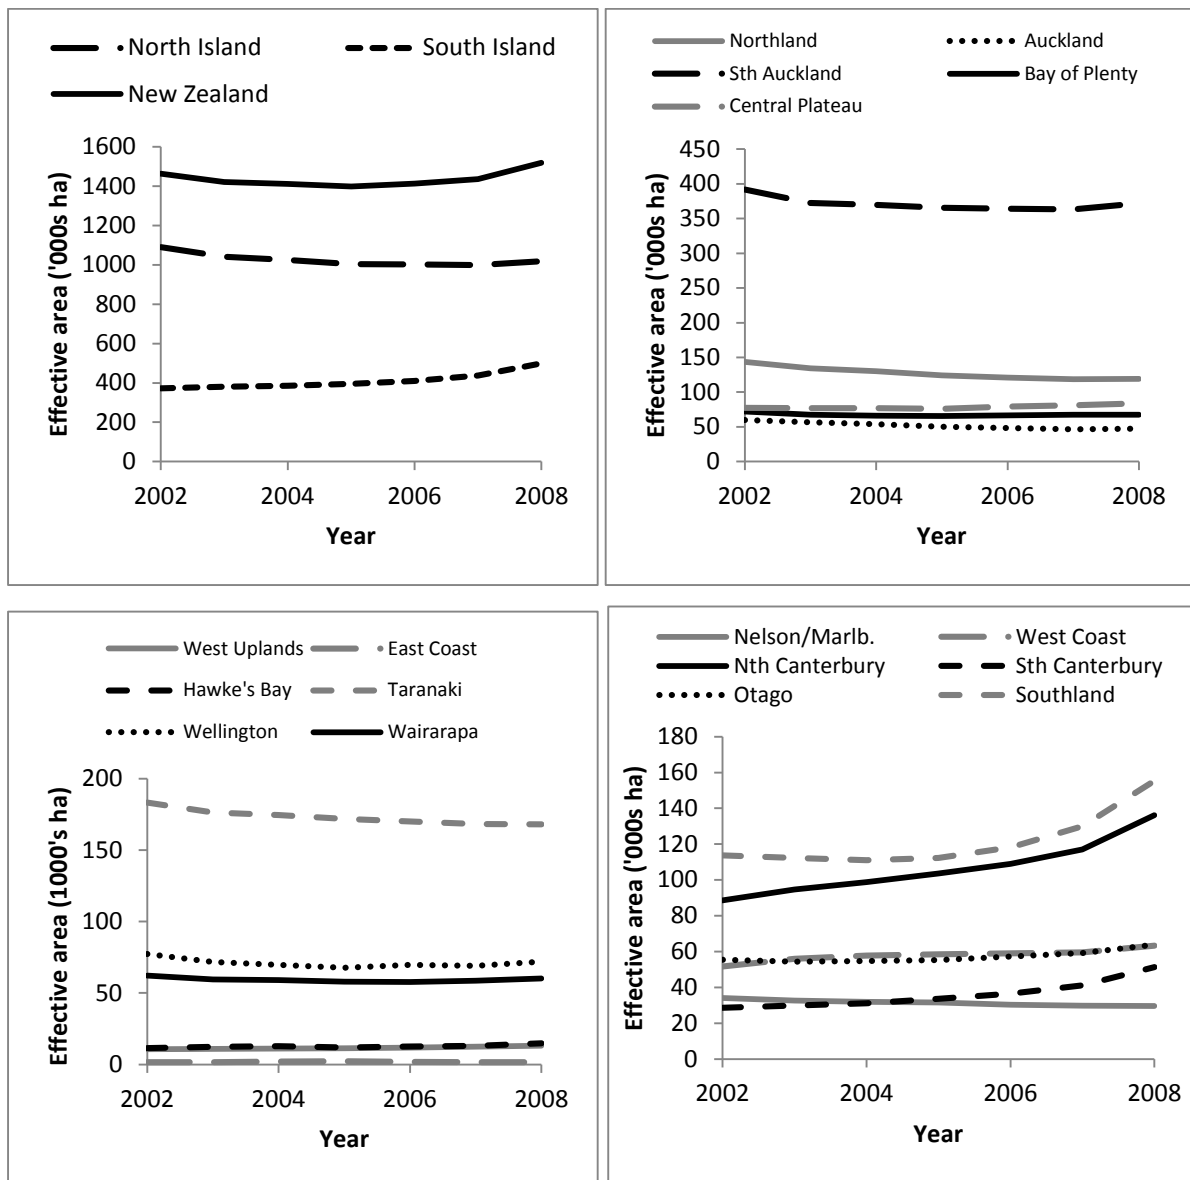 North Island South Island
New Zealand
Effective area ('000s ha)
1600
1400
1200
1000
800
600
400
200
0
2002 2004 2006 2008
Year
Northland Auckland
Sth Auckland Bay of Plenty
Central Plateau
Effective area ('000s ha)
450
400
350
300
250
200
150
100
50
0
2002 2004 2006 2008
Year
West Uplands East Coast
Hawke's Bay Taranaki
Wellington Wairarapa
Effective area (1000's ha)
200
150
100
50
0
2002 2004 2006 2008
Year
Nelson/Marlb. West Coast
Nth Canterbury Sth Canterbury
Otago Southland
Effective area ('000s ha)
180
160
140
120
100
80
60
40
20
0
2002 2004 2006 2008
Year